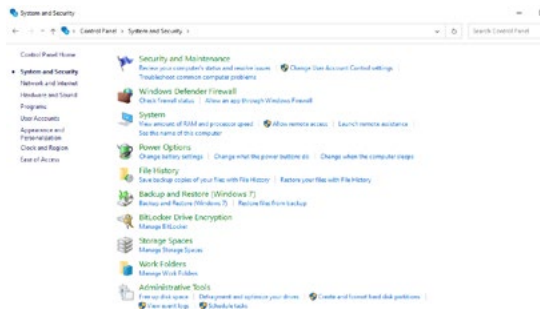 System and Security
Control Panel > System and Security >
Search Control Panel
Control Panel Home
System and Security
Network and Internet
Hardware and Sound
Programs
User Accounts
Appearance and
Personalization
Clock and Region
Ease of Access
Security and Maintenance
Review your computer's status and resolve issues | Change User Account Control settings
Troubleshoot common computer problems
Windows Defender Firewall
Check firewall status | Allow an app through Windows Firewall
System
View amount of RAM and processor speed | Allow remote access | Launch remote assistance
See the name of this computer
Power Options
Change battery settings | Change what the power buttons do | Change when the computer sleeps
File History
Save backup copies of your files with File History | Restore your files with File History
Backup and Restore (Windows 7)
Backup and Restore (Windows 7) | Restore files from backup
BitLocker Drive Encryption
Manage BitLocker
Storage Spaces
Manage Storage Spaces
Work Folders
Manage Work Folders
Administrative Tools
Free up disk space | Defragment and optimize your drives | Create and format hard disk partitions
View event logs | Schedule tasks